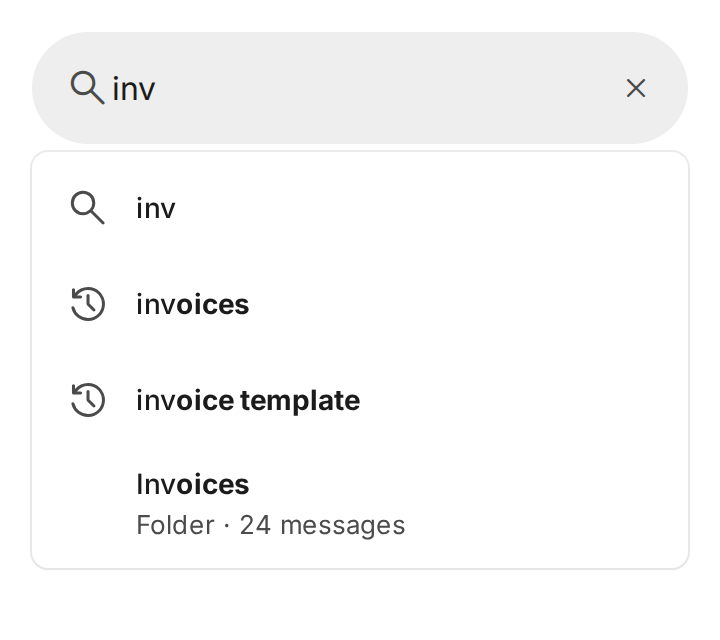 inv
inv
invoices
invoice template
Invoices
Folder · 24 messages